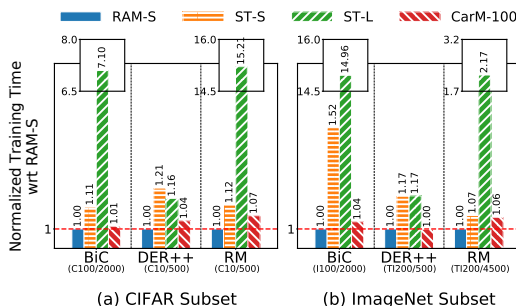 RAM-S ST-S ST-L CarM-100
Normalized Training Time
wrt RAM-S
8.0
6.5
1
16.0
14.5
16.0
14.5
3.2
1.7
1.00 1.11 7.10 1.01
1.00 1.21 1.16 1.04
1.00 1.12 15.21 1.07
1.00 1.52 14.96 1.04
1.00 1.17 1.17 1.00
1.00 1.07 2.17 1.06
1
BiC DER++ RM
(C100/2000) (C10/500) (C10/500)
BiC DER++ RM
(I100/2000) (TI200/500) (TI200/4500)
(a) CIFAR Subset
(b) ImageNet Subset